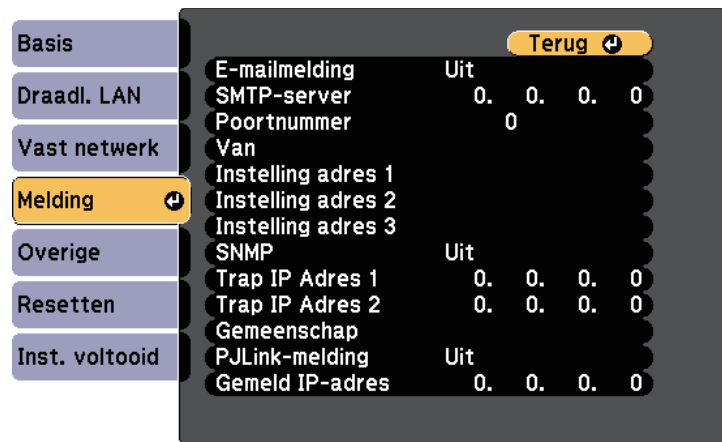 Basis
Draadl. LAN
Vast netwerk
Melding
Overige
Resetten
Inst. voltooid
Terug
E-mailmelding Uit
SMTP-server 0. 0. 0. 0
Poortnummer 0
Van
Instelling adres 1
Instelling adres 2
Instelling adres 3
SNMP Uit
Trap IP Adres 1 0. 0. 0. 0
Trap IP Adres 2 0. 0. 0. 0
Gemeenschap
PJLink-melding Uit
Gemeld IP-adres 0. 0. 0. 0